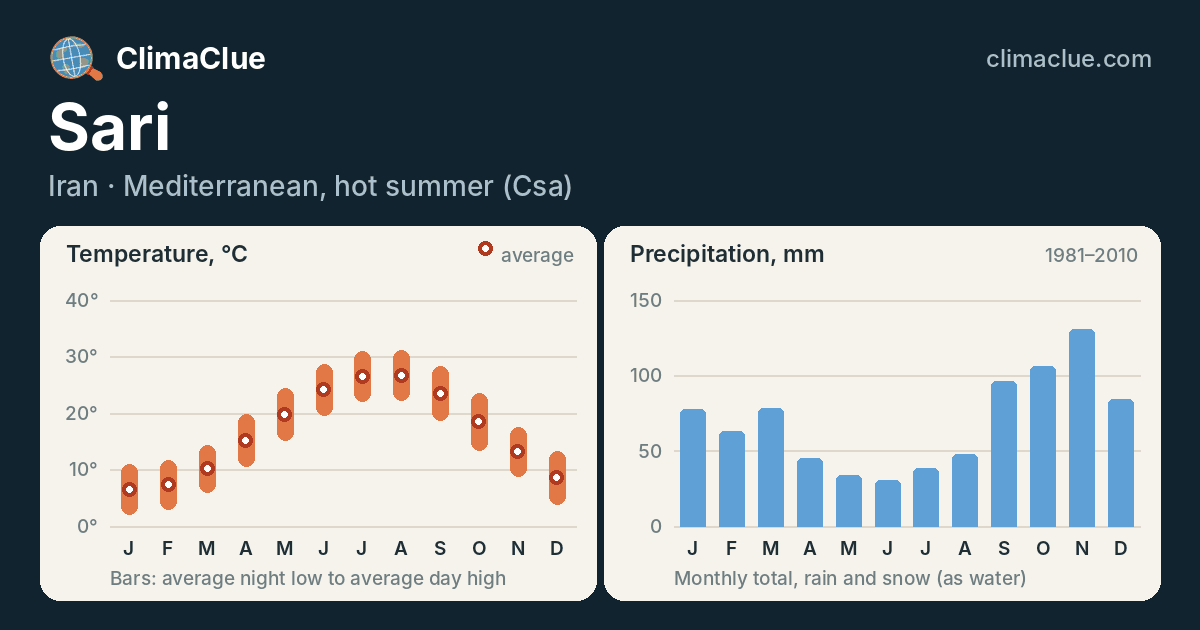 ClimaClue
climaclue.com
Sari
Iran · Mediterranean, hot summer (Csa)
Temperature, °C
average
40°
30°
20°
10°
0°
J F M A M J J A S O N D
Bars: average night low to average day high
Precipitation, mm
1981–2010
150
100
50
0
J F M A M J J A S O N D
Monthly total, rain and snow (as water)